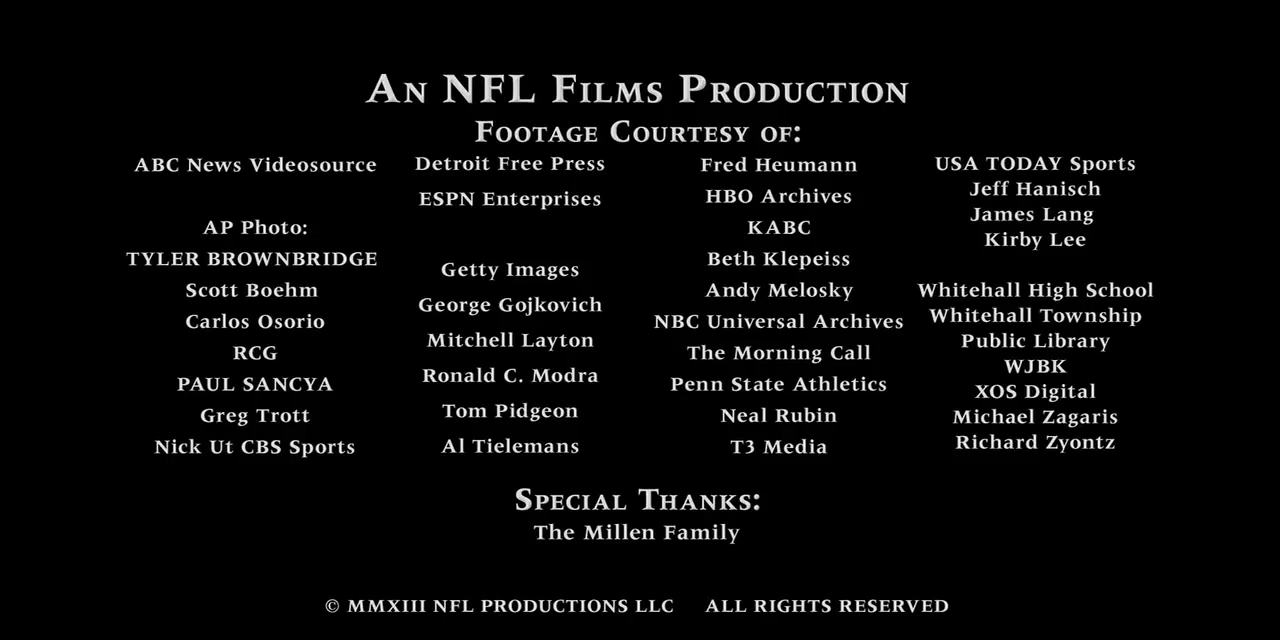 An NFL Films Production
Footage Courtesy of:
ABC News Videosource
AP Photo:
TYLER BROWNBRIDGE
Scott Boehm
Carlos Osorio
RCG
PAUL SANCYA
Greg Trott
Nick Ut CBS Sports
Detroit Free Press
ESPN Enterprises
Getty Images
George Gojkovich
Mitchell Layton
Ronald C. Modra
Tom Pidgeon
Al Tielemans
Fred Heumann
HBO Archives
KABC
Beth Klepeiss
Andy Melosky
NBC Universal Archives
The Morning Call
Penn State Athletics
Neal Rubin
T3 Media
USA TODAY Sports
Jeff Hanisch
James Lang
Kirby Lee
Whitehall High School
Whitehall Township
Public Library
WJBK
XOS Digital
Michael Zagaris
Richard Zyontz
Special Thanks:
The Millen Family
© MMXIII NFL PRODUCTIONS LLC ALL RIGHTS RESERVED